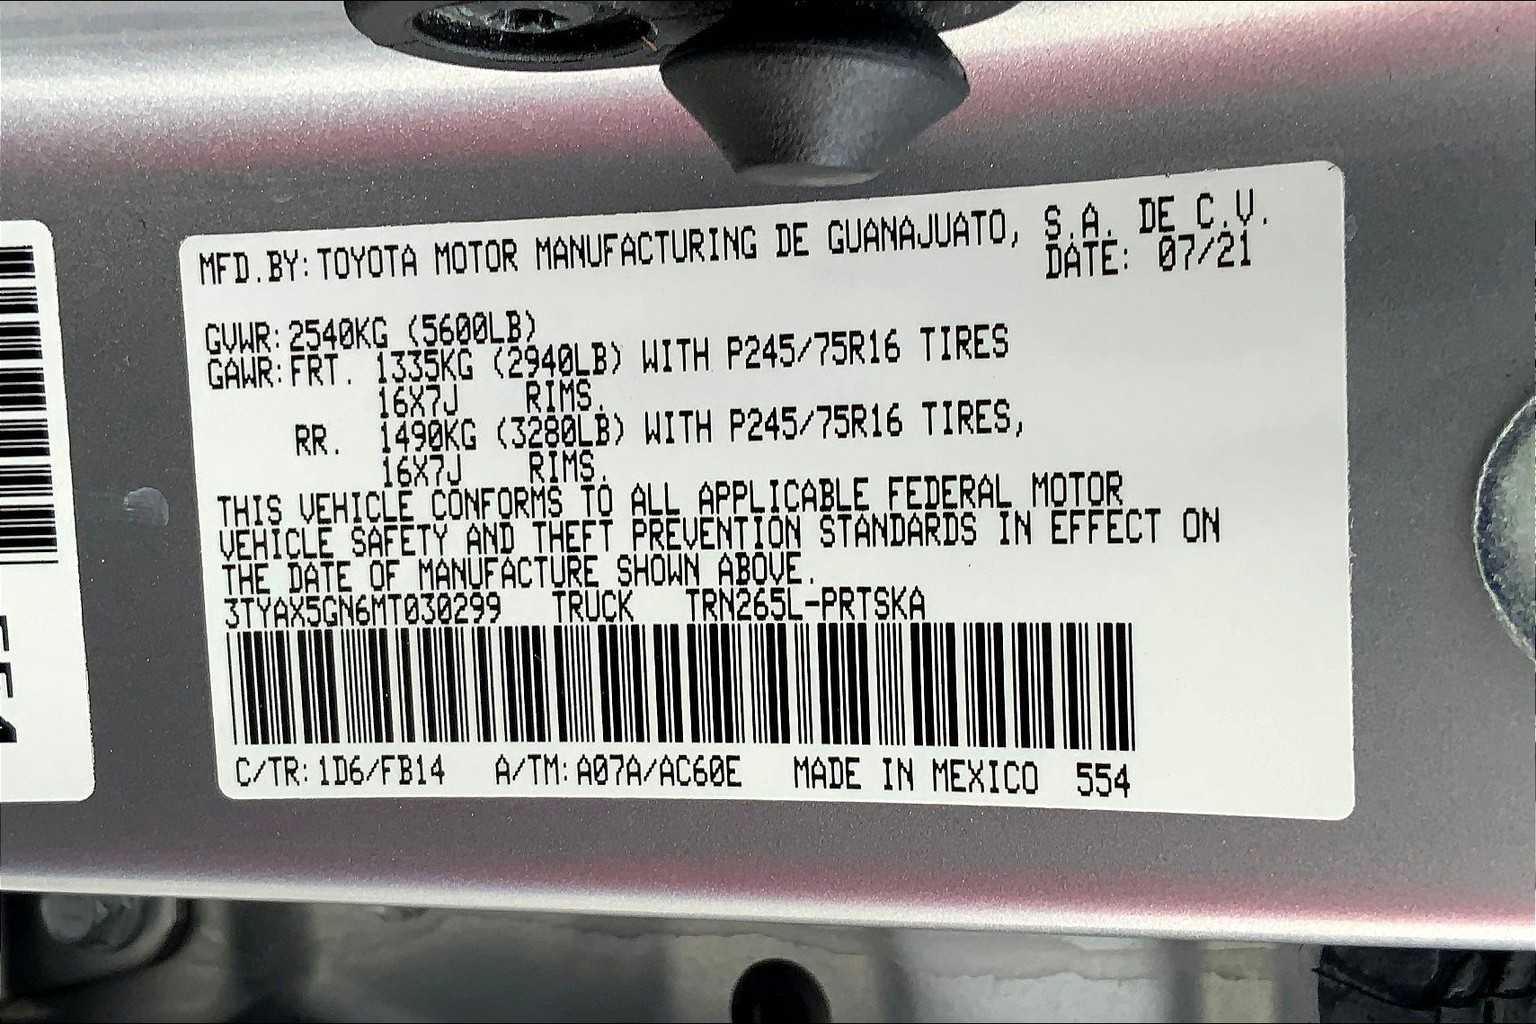 MFD.BY: TOYOTA MOTOR MANUFACTURING DE GUANAJUATO, S.A. DE C.V.
DATE: 07/21
GVWR: 2540KG (5600LB)
GAWR: FRT. 1335KG (2940LB) WITH P245/75R16 TIRES
16X7J RIMS.
RR. 1490KG (3280LB) WITH P245/75R16 TIRES,
16X7J RIMS.
THIS VEHICLE CONFORMS TO ALL APPLICABLE FEDERAL MOTOR
VEHICLE SAFETY AND THEFT PREVENTION STANDARDS IN EFFECT ON
THE DATE OF MANUFACTURE SHOWN ABOVE.
3TYAX5GN6MT030299 TRUCK TRN265L-PRTSKA
C/TR: 1D6/FB14 A/TM: A07A/AC60E MADE IN MEXICO 554